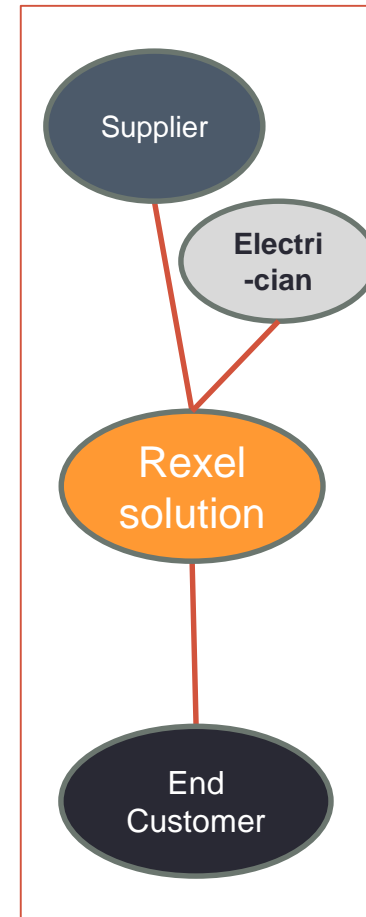 Supplier
Electri
-cian
Rexel
solution
End
Customer